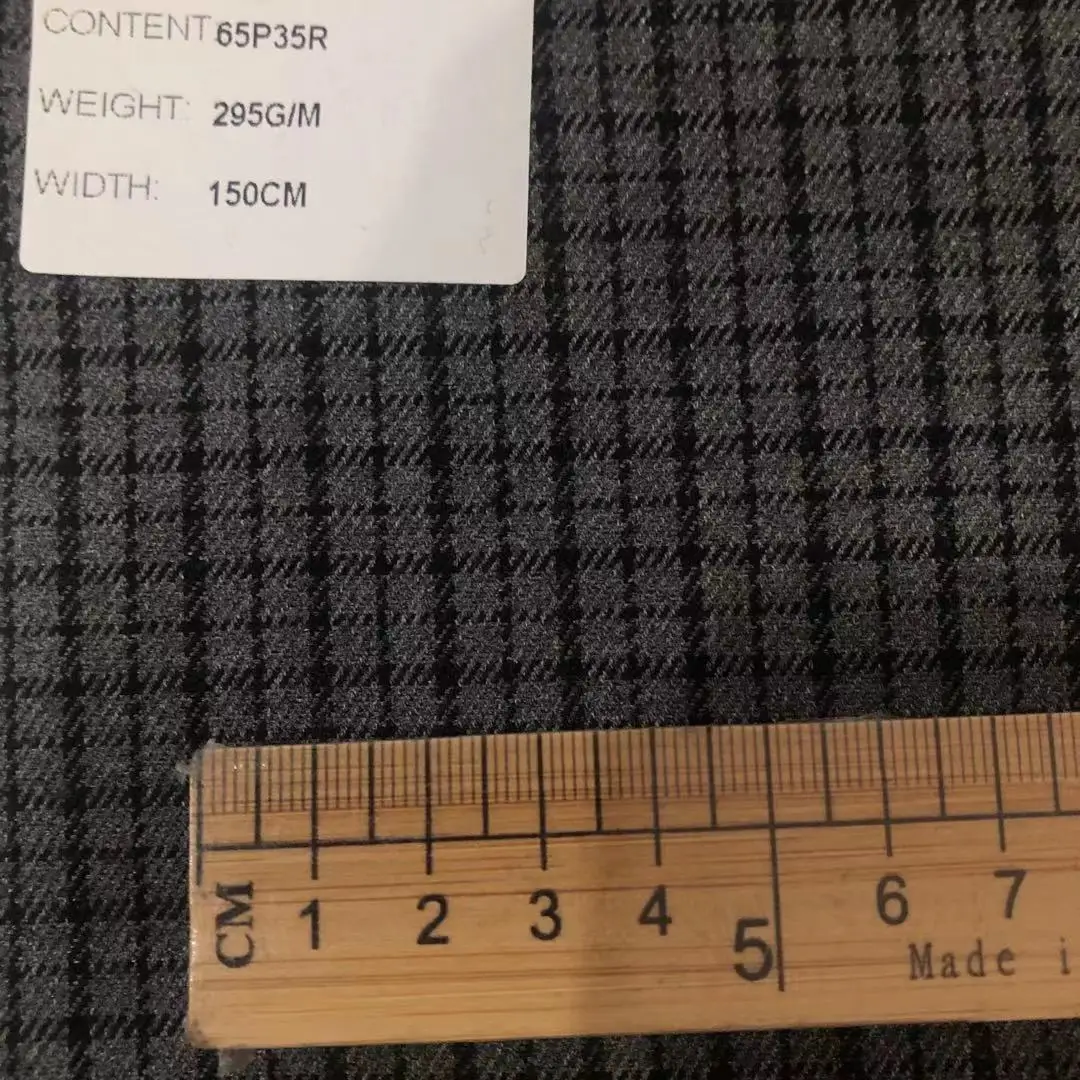 CONTENT: 65P35R
WEIGHT: 295G/M
WIDTH: 150CM
CM 1 2 3 4 5 6 7
Made i